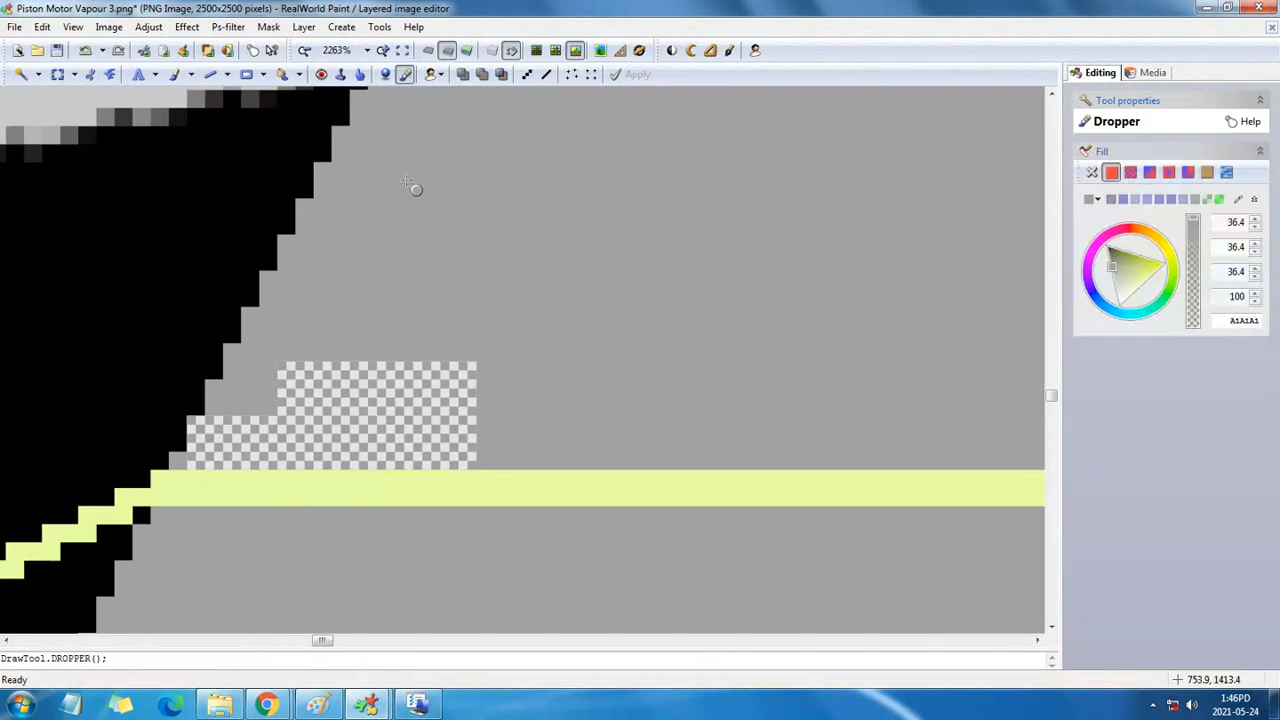 Piston Motor Vapour 3.png* (PNG Image, 2500x2500 pixels) - RealWorld Paint / Layered image editor
File Edit View Image Adjust Effect Ps-filter Mask Layer Create Tools Help
2263%
Apply
Editing Media
Tool properties
Dropper Help
Fill
36.4
36.4
36.4
100
A1A1A1
DrawTool.DROPPER();
Ready
753.9, 1413.4
1:46PD
2021-05-24